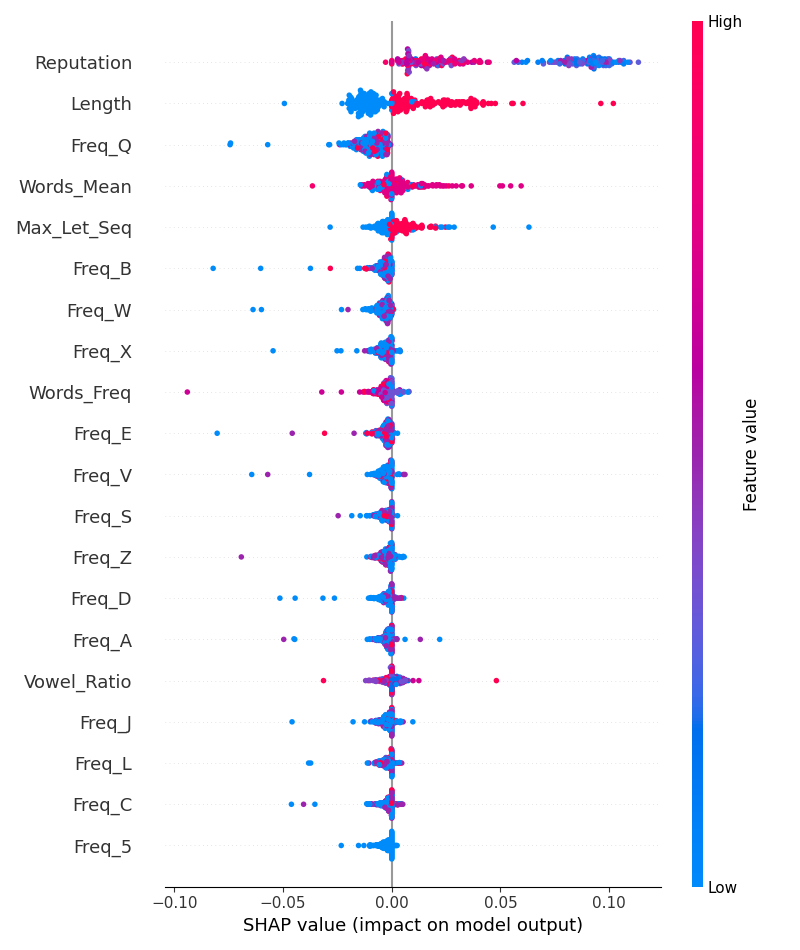 High
Reputation
Length
Freq_Q
Words_Mean
Max_Let_Seq
Freq_B
Freq_W
Freq_X
Words_Freq
Freq_E
Freq_V
Freq_S
Freq_Z
Freq_D
Freq_A
Vowel_Ratio
Freq_J
Freq_L
Freq_C
Freq_5
Feature value
Low
−0.10 −0.05 0.00 0.05 0.10
SHAP value (impact on model output)